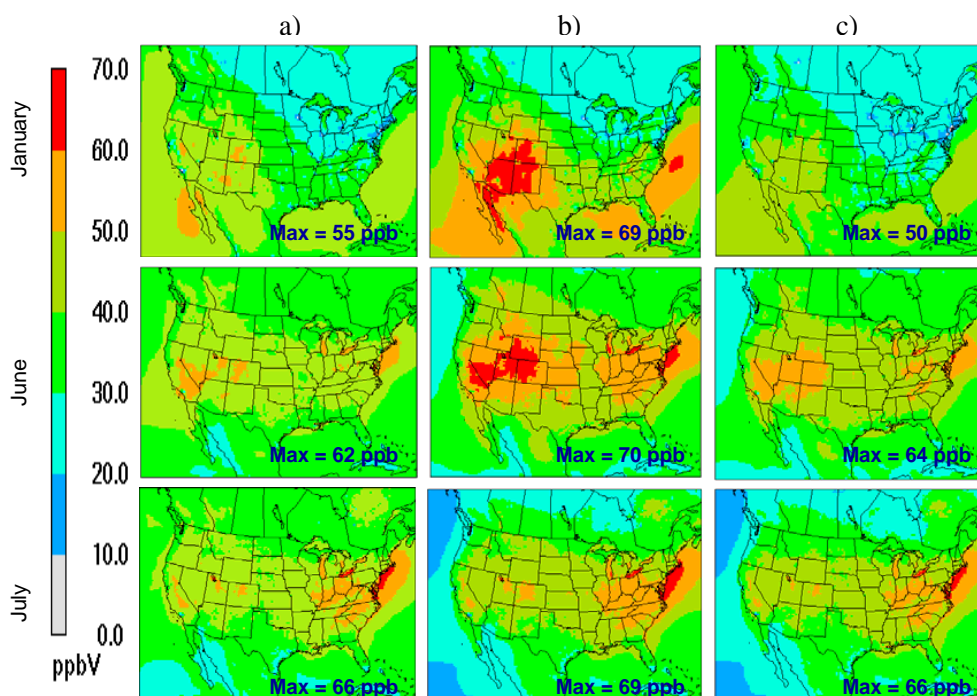 a) b) c)
January
June
July
70.0
60.0
50.0
40.0
30.0
20.0
10.0
0.0
ppbV
Max = 55 ppb
Max = 69 ppb
Max = 50 ppb
Max = 62 ppb
Max = 70 ppb
Max = 64 ppb
Max = 66 ppb
Max = 69 ppb
Max = 66 ppb